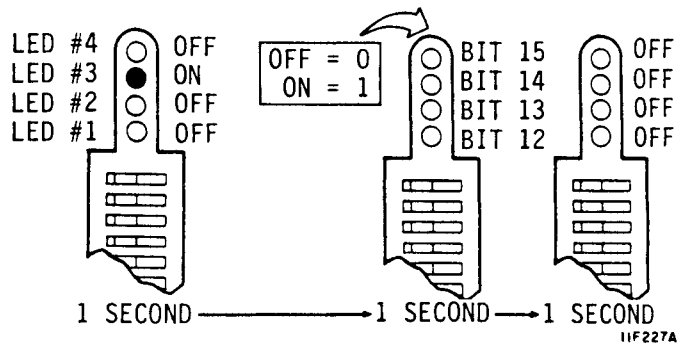 LED #4 OFF
LED #3 ON
LED #2 OFF
LED #1 OFF
OFF = 0
ON = 1
BIT 15
BIT 14
BIT 13
BIT 12
OFF
OFF
OFF
OFF
1 SECOND
1 SECOND
1 SECOND
11F227A